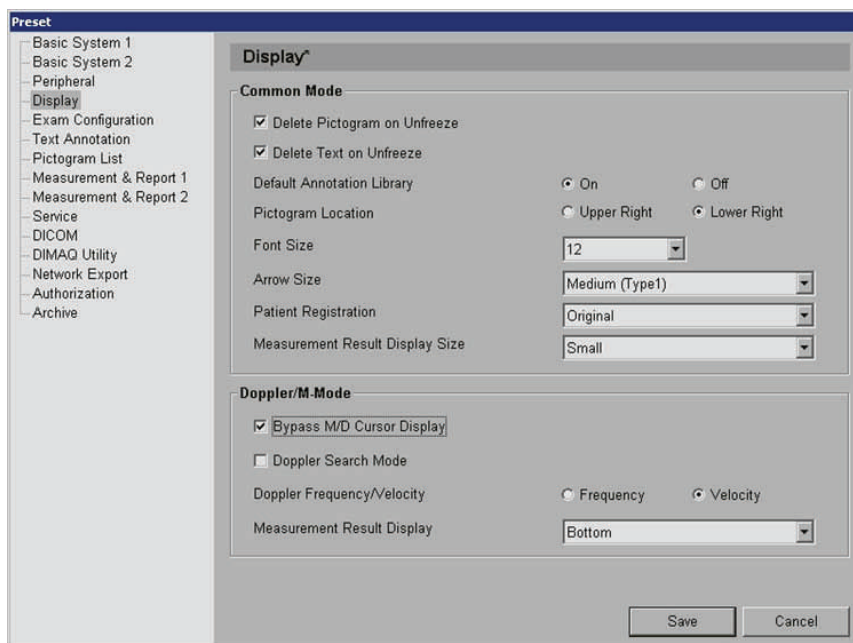 Preset
Basic System 1
Basic System 2
Peripheral
Display
Exam Configuration
Text Annotation
Pictogram List
Measurement & Report 1
Measurement & Report 2
Service
DICOM
DIMAQ Utility
Network Export
Authorization
Archive
Display*
Common Mode
Delete Pictogram on Unfreeze
Delete Text on Unfreeze
Default Annotation Library On Off
Pictogram Location Upper Right Lower Right
Font Size 12
Arrow Size Medium (Type1)
Patient Registration Original
Measurement Result Display Size Small
Doppler/M-Mode
Bypass M/D Cursor Display
Doppler Search Mode
Doppler Frequency/Velocity Frequency Velocity
Measurement Result Display Bottom
Save Cancel